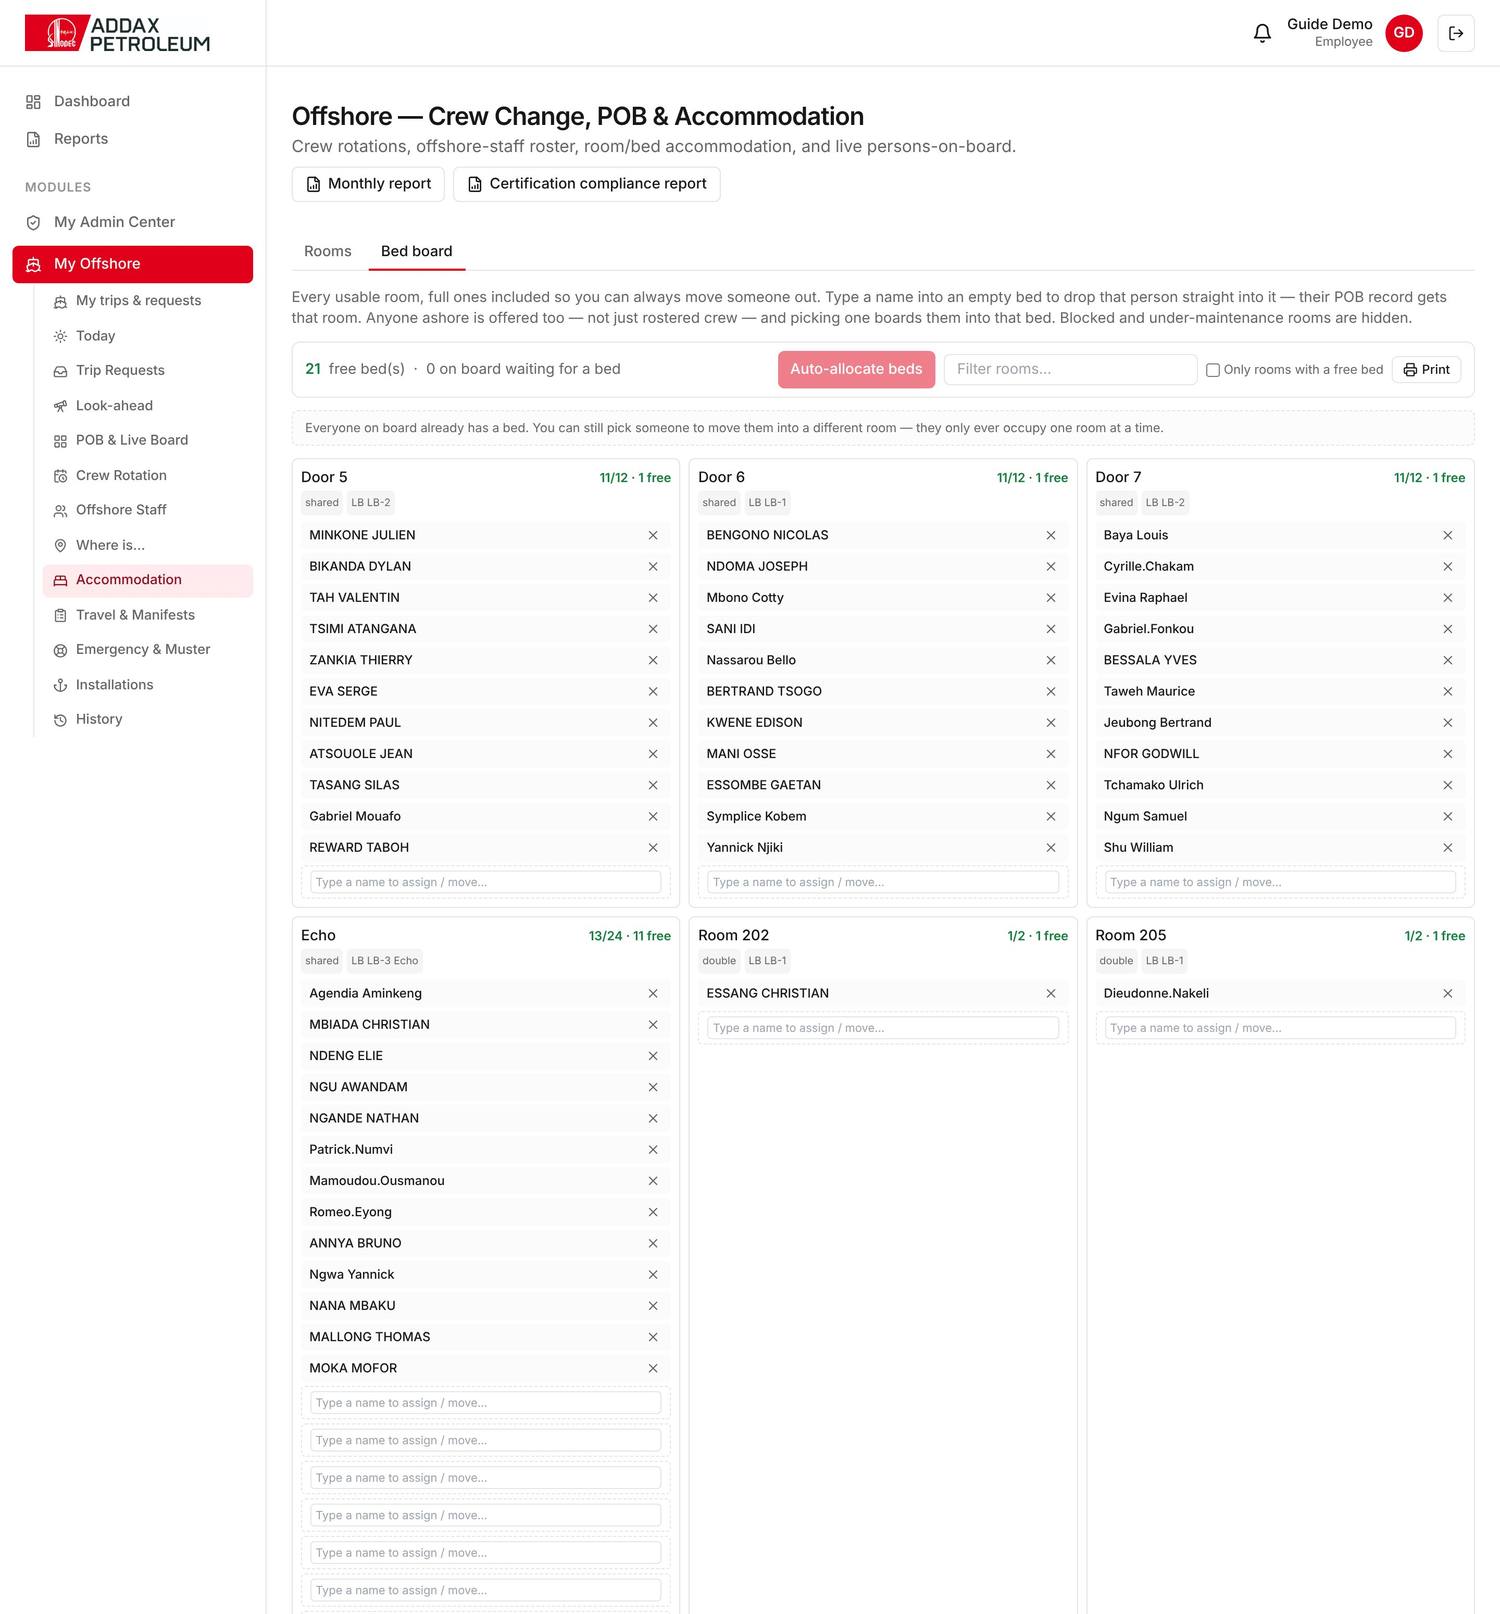 ADDAX
PETROLEUM
Guide Demo
Employee
GD
Dashboard
Reports
MODULES
My Admin Center
My Offshore
My trips & requests
Today
Trip Requests
Look-ahead
POB & Live Board
Crew Rotation
Offshore Staff
Where is...
Accommodation
Travel & Manifests
Emergency & Muster
Installations
History
Offshore — Crew Change, POB & Accommodation
Crew rotations, offshore-staff roster, room/bed accommodation, and live persons-on-board.
Monthly report
Certification compliance report
Rooms
Bed board
Every usable room, full ones included so you can always move someone out. Type a name into an empty bed to drop that person straight into it — their POB record gets
that room. Anyone ashore is offered too — not just rostered crew — and picking one boards them into that bed. Blocked and under-maintenance rooms are hidden.
21 free bed(s) · 0 on board waiting for a bed
Auto-allocate beds
Filter rooms...
Only rooms with a free bed
Print
Everyone on board already has a bed. You can still pick someone to move them into a different room — they only ever occupy one room at a time.
Door 5
11/12 · 1 free
shared
LB LB-2
MINKONE JULIEN
BIKANDA DYLAN
TAH VALENTIN
TSIMI ATANGANA
ZANKIA THIERRY
EVA SERGE
NITEDEM PAUL
ATSOUOLE JEAN
TASANG SILAS
Gabriel Mouafo
REWARD TABOH
Type a name to assign / move...
Door 6
11/12 · 1 free
shared
LB LB-1
BENGONO NICOLAS
NDOMA JOSEPH
Mbono Cotty
SANI IDI
Nassarou Bello
BERTRAND TSOGO
KWENE EDISON
MANI OSSE
ESSOMBE GAETAN
Symplice Kobem
Yannick Njiki
Type a name to assign / move...
Door 7
11/12 · 1 free
shared
LB LB-2
Baya Louis
Cyrille.Chakam
Evina Raphael
Gabriel.Fonkou
BESSALA YVES
Taweh Maurice
Jeubong Bertrand
NFOR GODWILL
Tchamako Ulrich
Ngum Samuel
Shu William
Type a name to assign / move...
Echo
13/24 · 11 free
shared
LB LB-3 Echo
Agendia Aminkeng
MBIADA CHRISTIAN
NDENG ELIE
NGU AWANDAM
NGANDE NATHAN
Patrick.Numvi
Mamoudou.Ousmanou
Romeo.Eyong
ANNYA BRUNO
Ngwa Yannick
NANA MBAKU
MALLONG THOMAS
MOKA MOFOR
Type a name to assign / move...
Type a name to assign / move...
Type a name to assign / move...
Type a name to assign / move...
Type a name to assign / move...
Type a name to assign / move...
Room 202
1/2 · 1 free
double
LB LB-1
ESSANG CHRISTIAN
Type a name to assign / move...
Room 205
1/2 · 1 free
double
LB LB-1
Dieudonne.Nakeli
Type a name to assign / move...